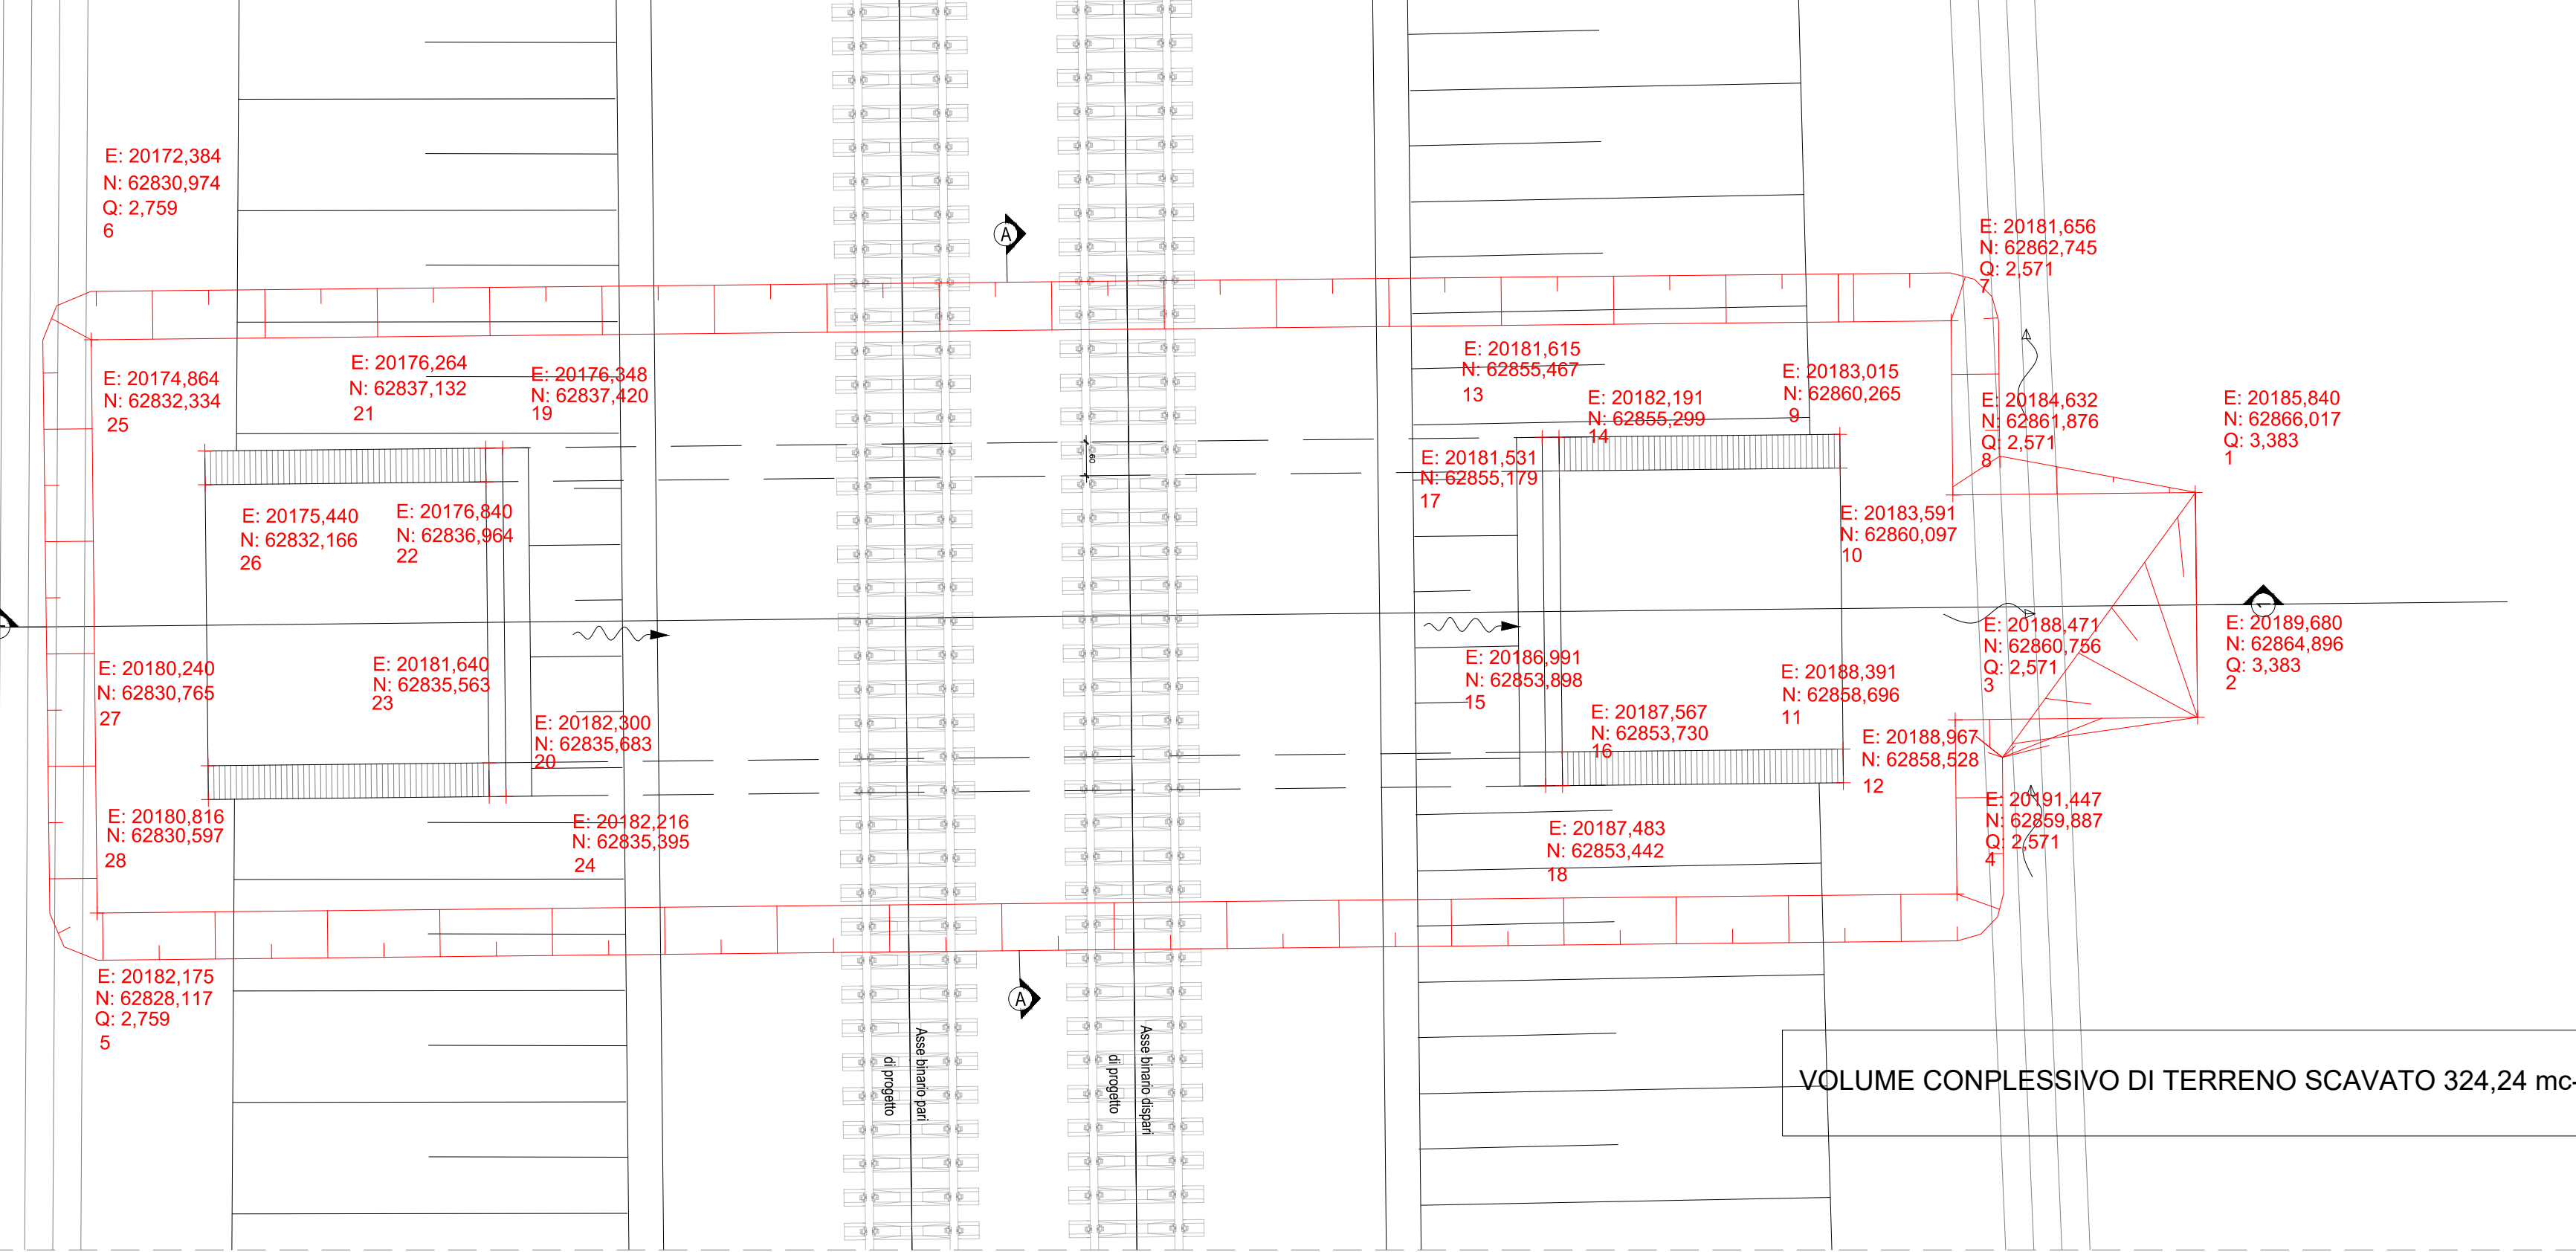 E: 20172,384
N: 62830,974
Q: 2,759
6
A
E: 20181,656
N: 62862,745
Q: 2,571
7
E: 20174,864
N: 62832,334
25
E: 20176,264
N: 62837,132
21
E: 20176,348
N: 62837,420
19
E: 20181,615
N: 62855,467
13
E: 20182,191
N: 62855,299
14
E: 20183,015
N: 62860,265
9
E: 20184,632
N: 62861,876
Q: 2,571
8
E: 20185,840
N: 62866,017
Q: 3,383
1
60
E: 20181,531
N: 62855,179
17
E: 20175,440
N: 62832,166
26
E: 20176,840
N: 62836,964
22
E: 20183,591
N: 62860,097
10
E: 20180,240
N: 62830,765
27
E: 20181,640
N: 62835,563
23
E: 20182,300
N: 62835,683
20
E: 20186,991
N: 62853,898
15
E: 20187,567
N: 62853,730
16
E: 20188,391
N: 62858,696
11
E: 20188,471
N: 62860,756
Q: 2,571
3
E: 20189,680
N: 62864,896
Q: 3,383
2
E: 20188,967
N: 62858,528
12
E: 20180,816
N: 62830,597
28
E: 20182,216
N: 62835,395
24
E: 20187,483
N: 62853,442
18
E: 20191,447
N: 62859,887
Q: 2,571
4
E: 20182,175
N: 62828,117
Q: 2,759
5
A
Asse binario pari
di progetto
Asse binario dispari
di progetto
VOLUME CONPLESSIVO DI TERRENO SCAVATO 324,24 mc-